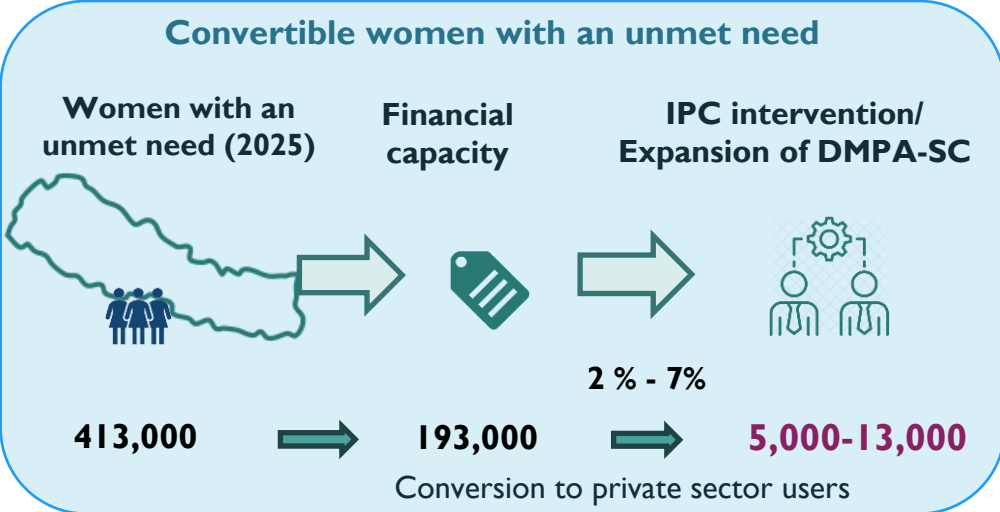 Convertible women with an unmet need
Women with an
unmet need (2025)
Financial
capacity
IPC intervention/
Expansion of DMPA-SC
2 % - 7%
413,000
193,000
5,000-13,000
Conversion to private sector users